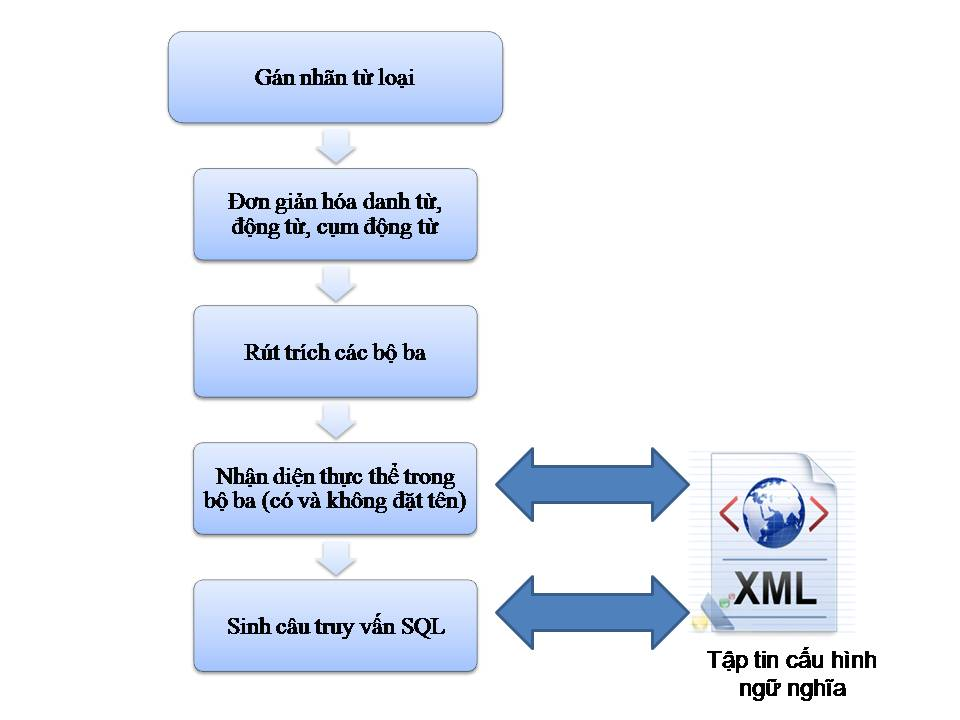 Gán nhãn từ loại
Đơn giản hóa danh từ,
động từ, cụm động từ
Rút trích các bộ ba
Nhận diện thực thể trong
bộ ba (có và không đặt tên)
Sinh câu truy vấn SQL
XML
Tập tin cấu hình
ngữ nghĩa